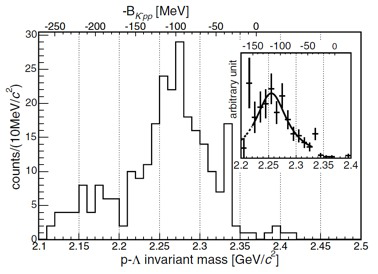 -B_Kpp [MeV]
-250 -200 -150 -100 -50 0
30
25
20
15
10
5
0
counts/(10MeV/c²)
2.1 2.15 2.2 2.25 2.3 2.35 2.4 2.45 2.5
p-Λ invariant mass [GeV/c²]
-150 -100 -50 0
arbitrary unit
2.2 2.25 2.3 2.35 2.4